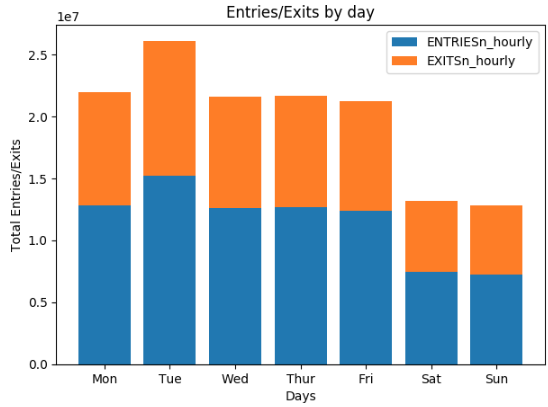 Entries/Exits by day
1e7
ENTRIESn_hourly
EXITSn_hourly
2.5
2.0
1.5
1.0
0.5
0.0
Total Entries/Exits
Mon Tue Wed Thur Fri Sat Sun
Days